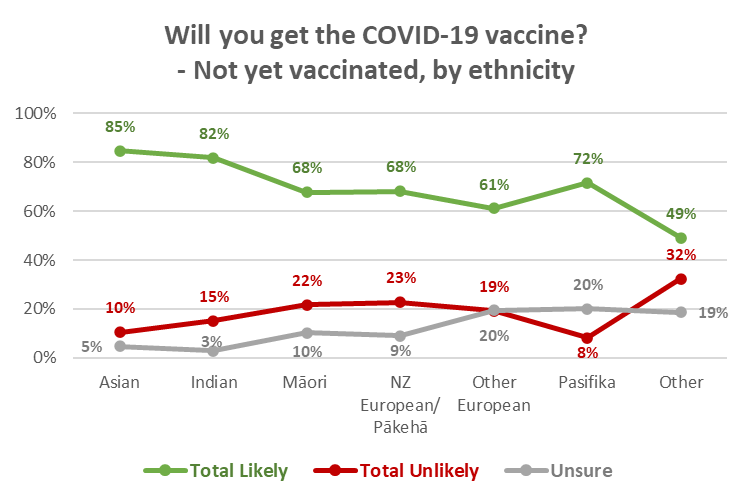 Will you get the COVID-19 vaccine?
- Not yet vaccinated, by ethnicity
100%
80%
60%
40%
20%
0%
85%
82%
68%
68%
61%
72%
49%
10%
15%
22%
23%
19%
8%
32%
5%
3%
10%
9%
20%
20%
19%
Asian
Indian
Māori
NZ
European/
Pākehā
Other
European
Pasifika
Other
Total Likely
Total Unlikely
Unsure